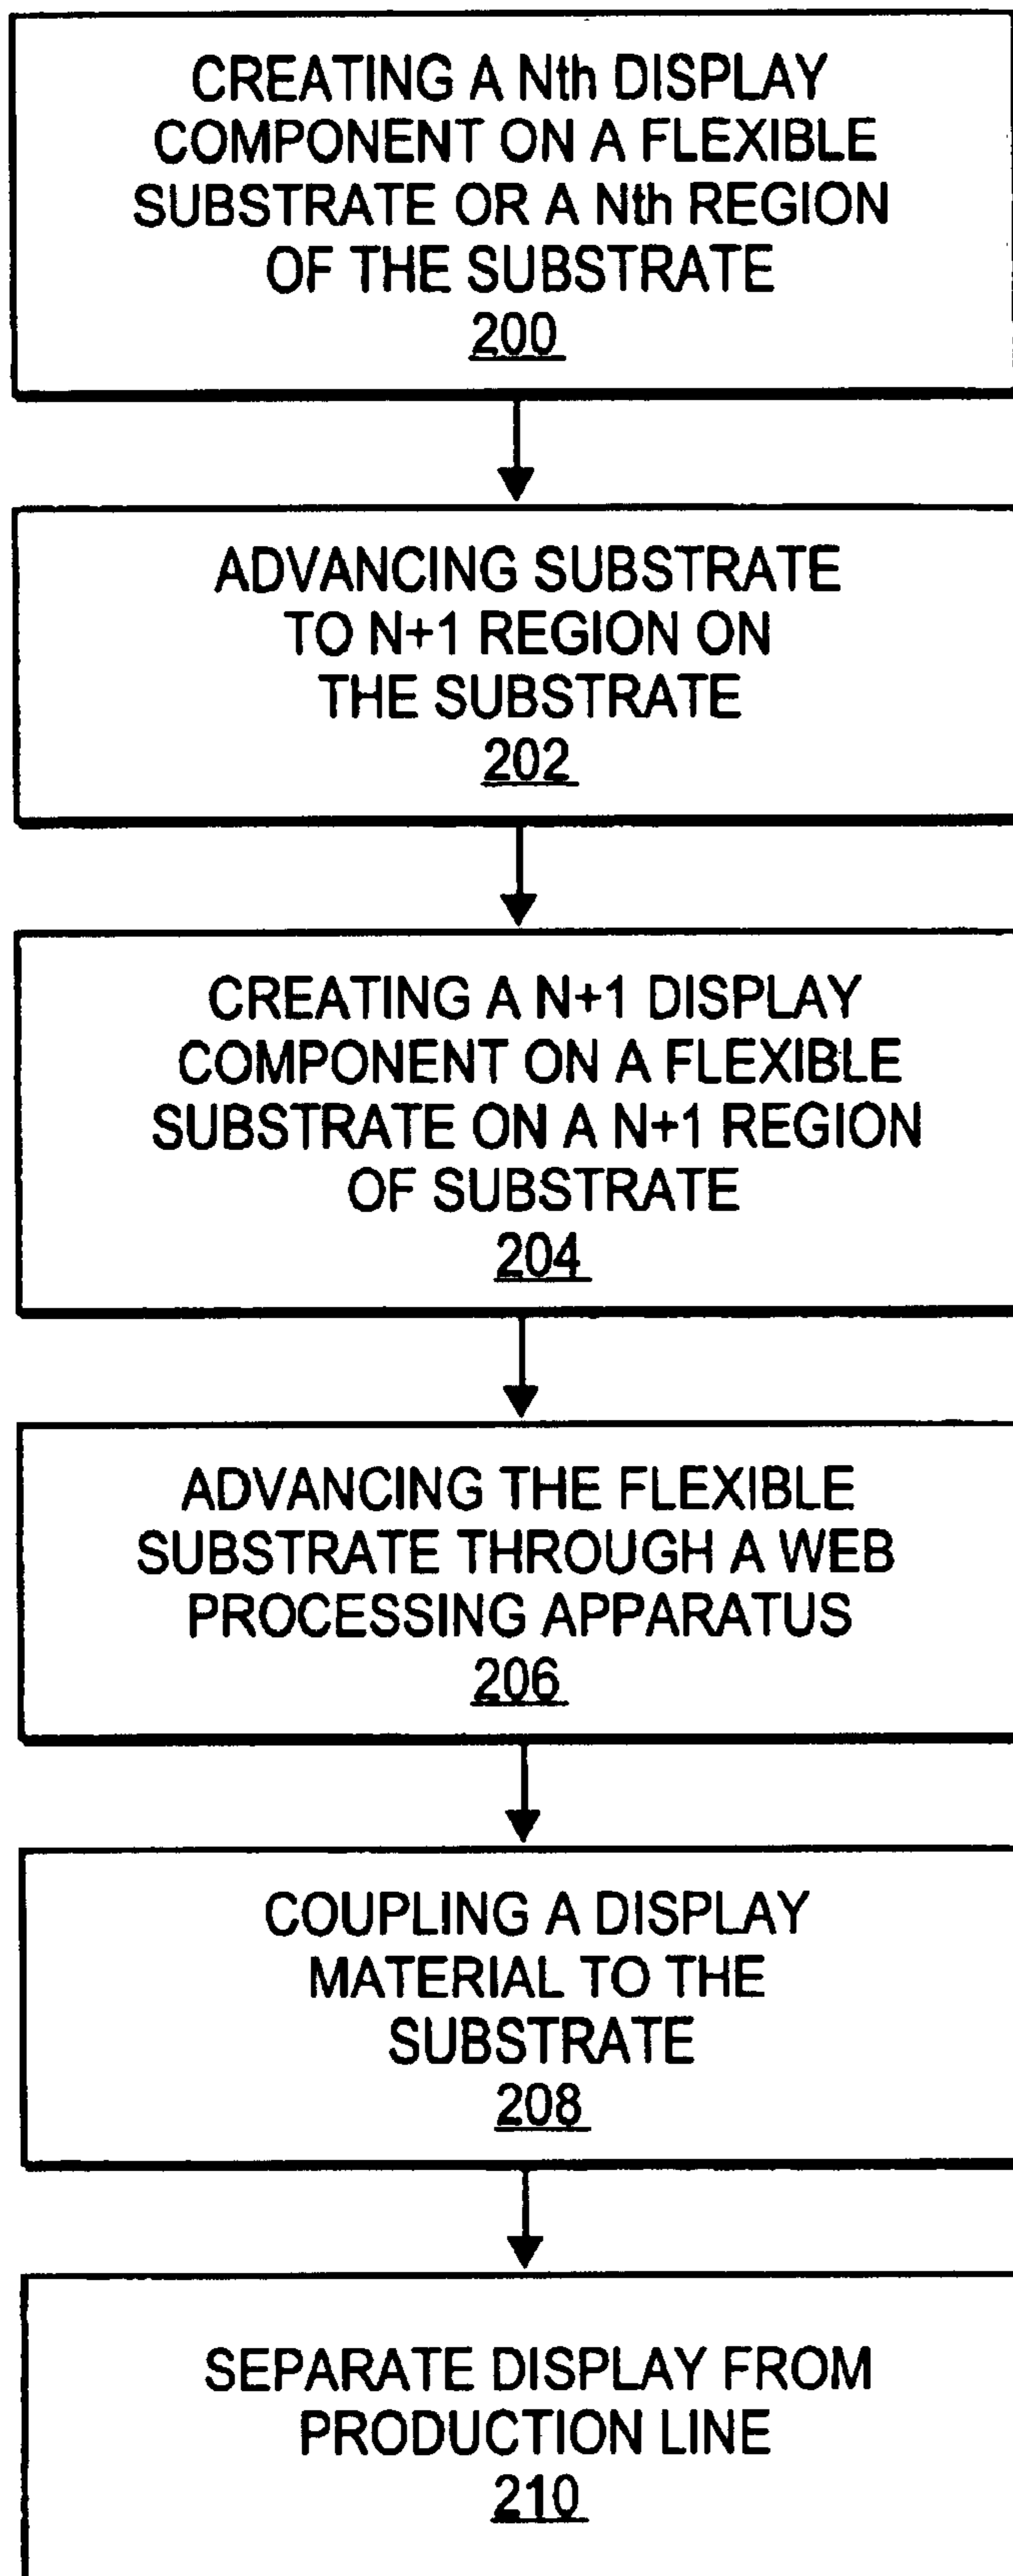 CREATING A Nth DISPLAY
COMPONENT ON A FLEXIBLE
SUBSTRATE OR A Nth REGION
OF THE SUBSTRATE
200
ADVANCING SUBSTRATE
TO N+1 REGION ON
THE SUBSTRATE
202
CREATING A N+1 DISPLAY
COMPONENT ON A FLEXIBLE
SUBSTRATE ON A N+1 REGION
OF SUBSTRATE
204
ADVANCING THE FLEXIBLE
SUBSTRATE THROUGH A WEB
PROCESSING APPARATUS
206
COUPLING A DISPLAY
MATERIAL TO THE
SUBSTRATE
208
SEPARATE DISPLAY FROM
PRODUCTION LINE
210